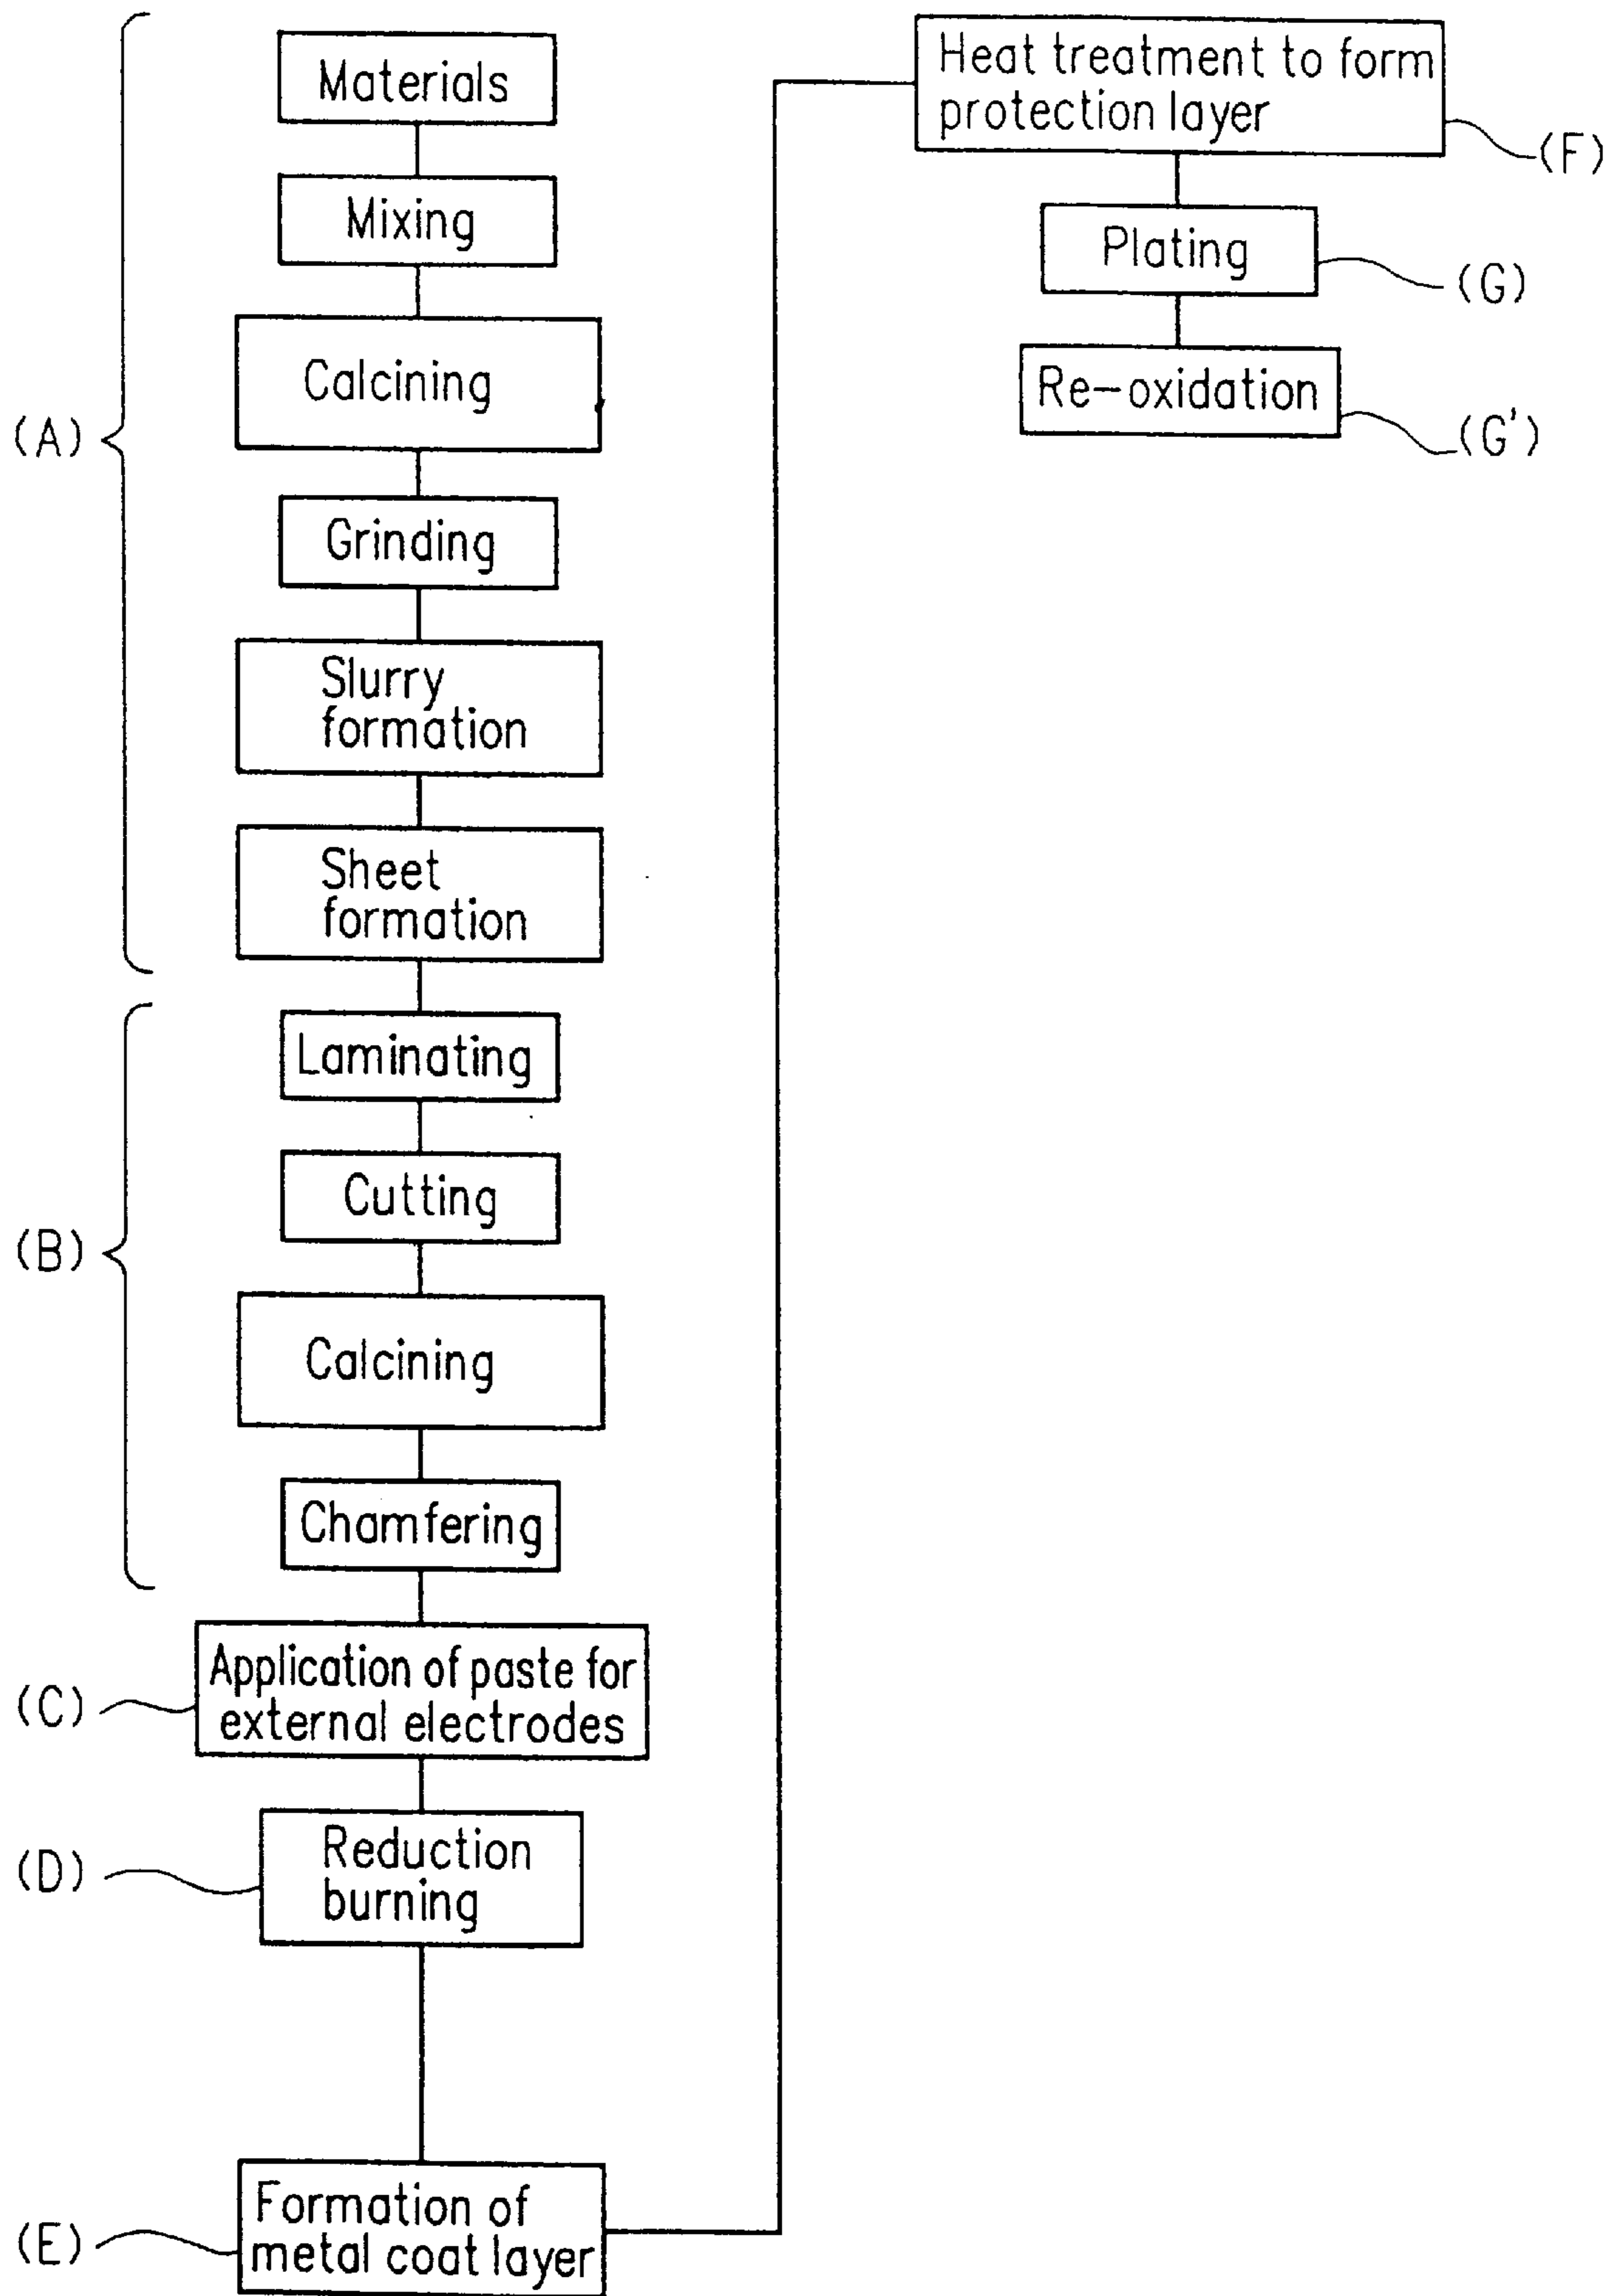 Materials
Mixing
Calcining
(A)
Grinding
Slurry
formation
Sheet
formation
Laminating
Cutting
(B)
Calcining
Chamfering
Application of paste for
external electrodes
(C)
Reduction
burning
(D)
Formation of
metal coat layer
(E)
Heat treatment to form
protection layer
(F)
Plating
(G)
Re-oxidation
(G')